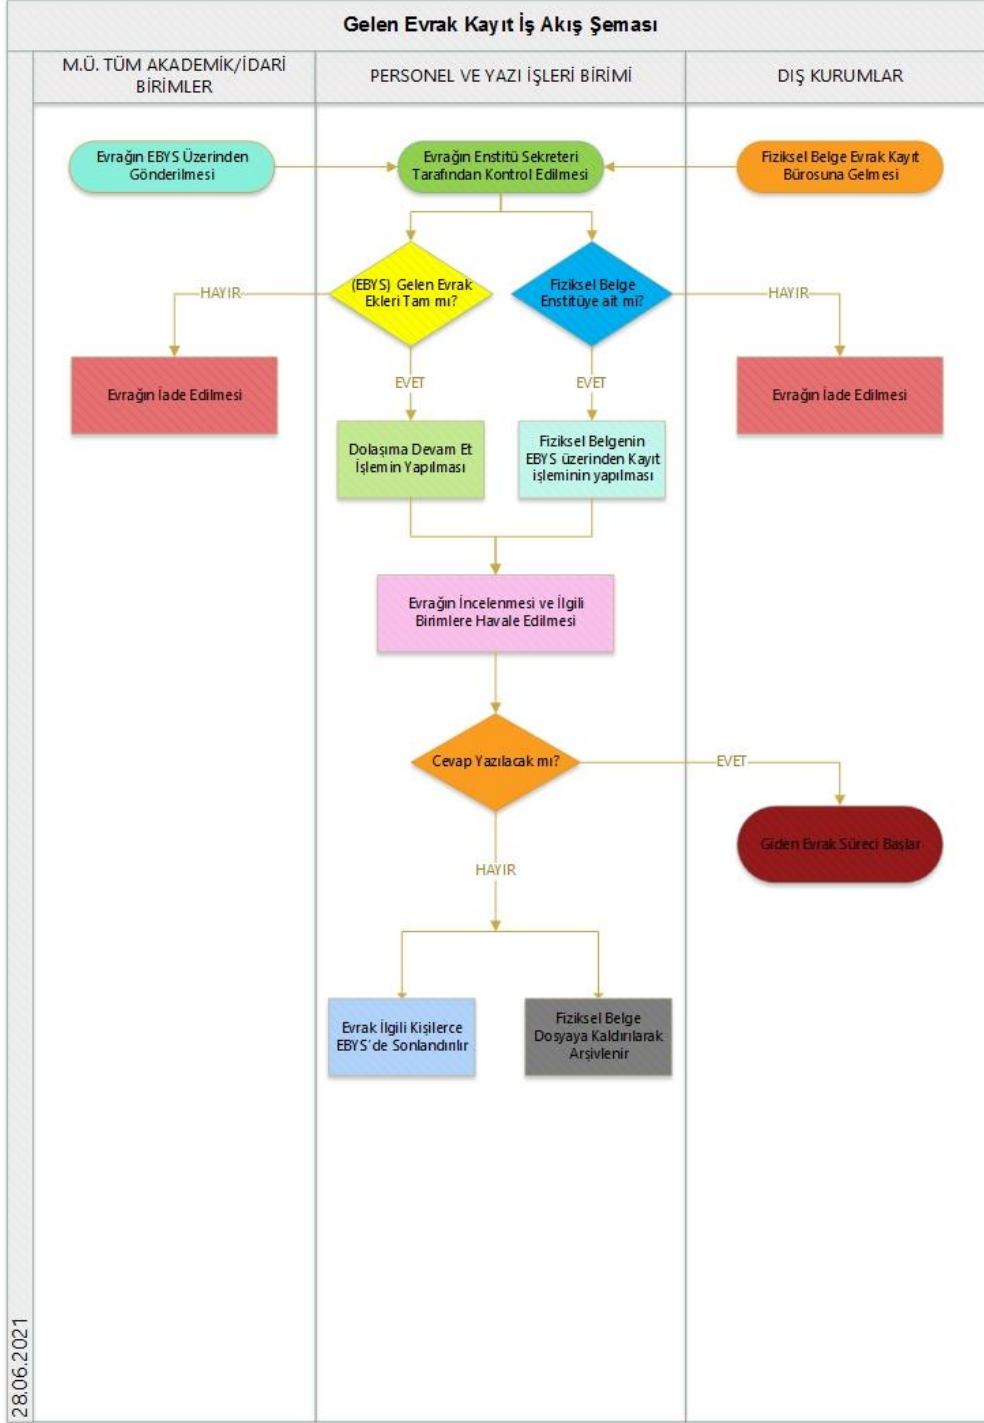 Gelen Evrak Kayıt İş Akış Şeması
M.Ü. TÜM AKADEMİK/İDARİ
BİRİMLER
PERSONEL VE YAZI İŞLERİ BİRİMİ
DIŞ KURUMLAR
Evrağın EBYS Üzerinden
Gönderilmesi
Evrağın Enstitü Sekreteri
Tarafından Kontrol Edilmesi
Fiziksel Belge Evrak Kayıt
Bürosuna Gelmesi
(EBYS) Gelen Evrak
Ekleri Tam mı?
Fiziksel Belge
Enstitüye ait mi?
HAYIR
HAYIR
Evrağın İade Edilmesi
EVET
EVET
Evrağın İade Edilmesi
Dolaşıma Devam Et
İşlemin Yapılması
Fiziksel Belgenin
EBYS üzerinden Kayıt
işleminin yapılması
Evrağın İncelenmesi ve İlgili
Birimlere Havale Edilmesi
Cevap Yazılacak mı?
EVET
Giden Evrak Süreci Başlar
HAYIR
Evrak İlgili Kişilerce
EBYS'de Sonlandırılır
Fiziksel Belge
Dosyaya Kaldırılarak
Arşivlenir
28.06.2021